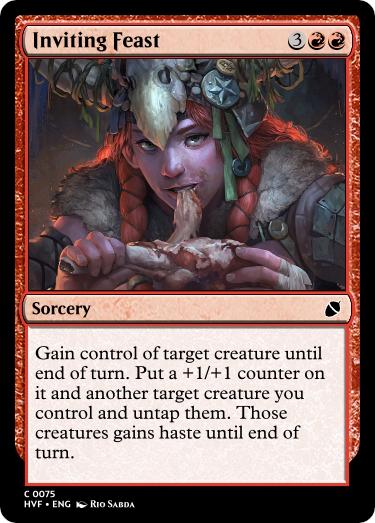 Inviting Feast 3
Sorcery
Gain control of target creature until
end of turn. Put a +1/+1 counter on
it and another target creature you
control and untap them. Those
creatures gains haste until end of
turn.
C 0075
HVF • ENG Rio Sabda